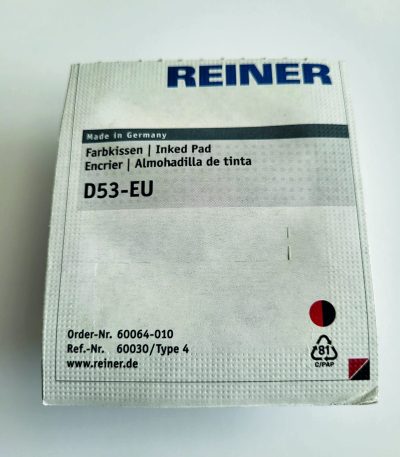 REINER
Made in Germany
Farbkissen | Inked Pad
Encrier | Almohadilla de tinta
D53-EU
Order-Nr. 60064-010
Ref.-Nr. 60030/Type 4
www.reiner.de
81
C/PAP